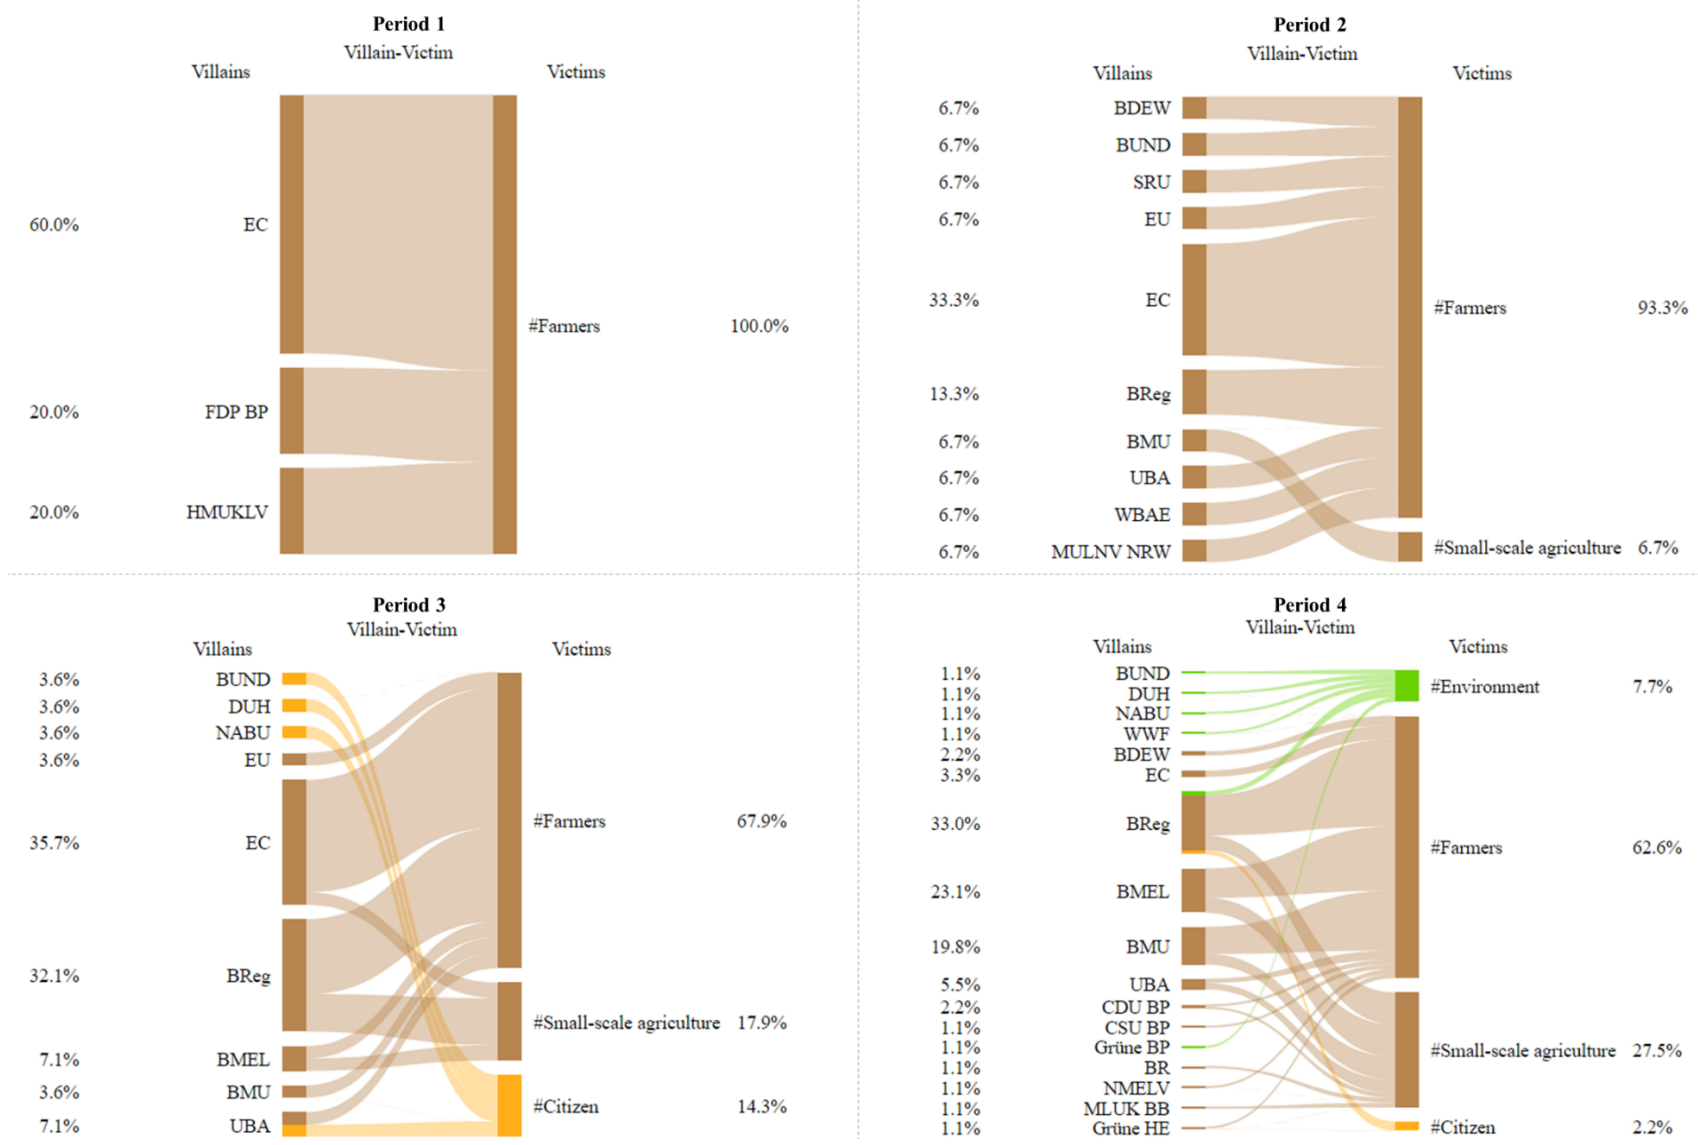 Period 1
Villain-Victim
Villains Victims
60.0% EC
#Farmers 100.0%
20.0% FDP BP
20.0% HMUKLV
Period 2
Villain-Victim
Villains Victims
6.7% BDEW
6.7% BUND
6.7% SRU
6.7% EU
33.3% EC
#Farmers 93.3%
13.3% BReg
6.7% BMU
6.7% UBA
6.7% WBAE
#Small-scale agriculture 6.7%
6.7% MULNV NRW
Period 3
Villain-Victim
Villains Victims
3.6% BUND
3.6% DUH
3.6% NABU
3.6% EU
#Farmers 67.9%
35.7% EC
32.1% BReg
#Small-scale agriculture 17.9%
7.1% BMEL
3.6% BMU
#Citizen 14.3%
7.1% UBA
Period 4
Villain-Victim
Villains Victims
1.1% BUND
#Environment 7.7%
1.1% DUH
1.1% NABU
1.1% WWF
2.2% BDEW
3.3% EC
33.0% BReg
#Farmers 62.6%
23.1% BMEL
19.8% BMU
5.5% UBA
2.2% CDU BP
1.1% CSU BP
1.1% Grüne BP
#Small-scale agriculture 27.5%
1.1% BR
1.1% NMELV
1.1% MLUK BB
1.1% Grüne HE
#Citizen 2.2%